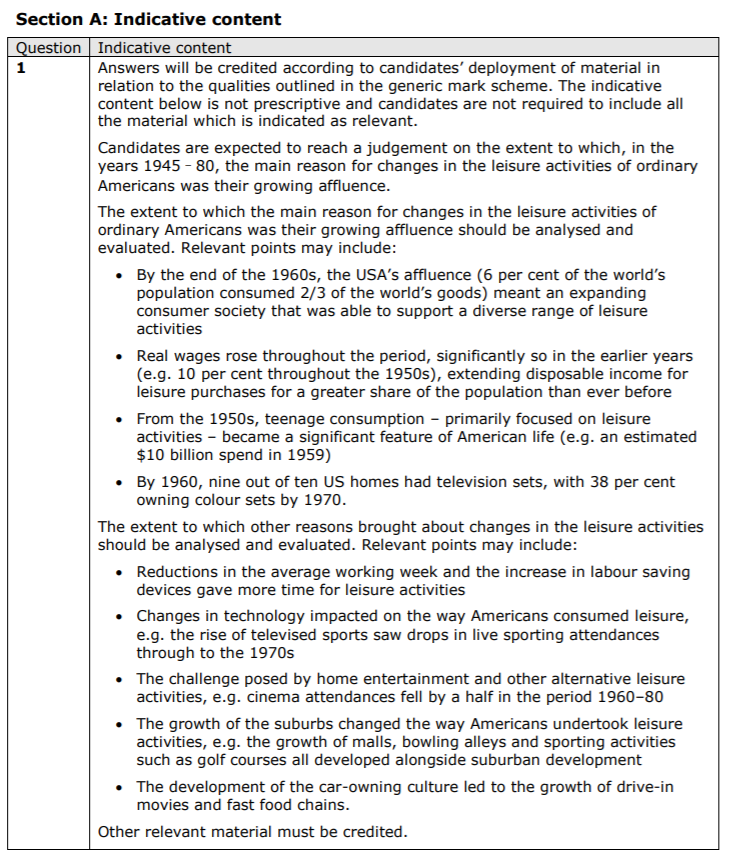 Section A: Indicative content
Question Indicative content
1 Answers will be credited according to candidates’ deployment of material in
relation to the qualities outlined in the generic mark scheme. The indicative
content below is not prescriptive and candidates are not required to include all
the material which is indicated as relevant.
Candidates are expected to reach a judgement on the extent to which, in the
years 1945–80, the main reason for changes in the leisure activities of ordinary
Americans was their growing affluence.
The extent to which the main reason for changes in the leisure activities of
ordinary Americans was their growing affluence should be analysed and
evaluated. Relevant points may include:
• By the end of the 1960s, the USA’s affluence (6 per cent of the world’s
population consumed 2/3 of the world’s goods) meant an expanding
consumer society that was able to support a diverse range of leisure
activities
• Real wages rose throughout the period, significantly so in the earlier years
(e.g. 10 per cent throughout the 1950s), extending disposable income for
leisure purchases for a greater share of the population than ever before
• From the 1950s, teenage consumption – primarily focused on leisure
activities – became a significant feature of American life (e.g. an estimated
$10 billion spend in 1959)
• By 1960, nine out of ten US homes had television sets, with 38 per cent
owning colour sets by 1970.
The extent to which other reasons brought about changes in the leisure activities
should be analysed and evaluated. Relevant points may include:
• Reductions in the average working week and the increase in labour saving
devices gave more time for leisure activities
• Changes in technology impacted on the way Americans consumed leisure,
e.g. the rise of televised sports saw drops in live sporting attendances
through to the 1970s
• The challenge posed by home entertainment and other alternative leisure
activities, e.g. cinema attendances fell by a half in the period 1960–80
• The growth of the suburbs changed the way Americans undertook leisure
activities, e.g. the growth of malls, bowling alleys and sporting activities
such as golf courses all developed alongside suburban development
• The development of the car-owning culture led to the growth of drive-in
movies and fast food chains.
Other relevant material must be credited.